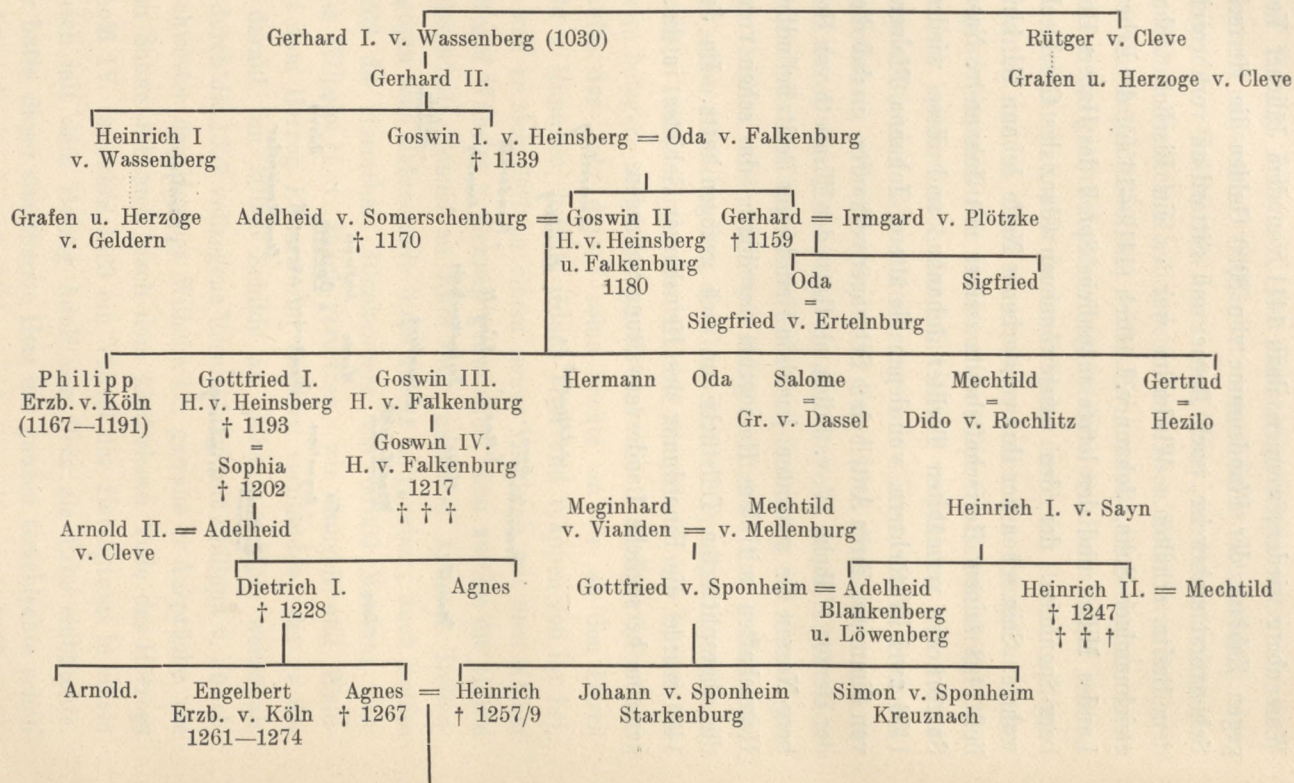 Gerhard I. v. Wassenberg (1030) Rütger v. Cleve
Gerhard II. Grafen u. Herzoge v. Cleve
Heinrich I Goswin I. v. Heinsberg = Oda v. Falkenburg
v. Wassenberg † 1139
Grafen u. Herzoge Adelheid v. Somerschenburg = Goswin II Gerhard = Irmgard v. Plötzke
v. Geldern † 1170 H. v. Heinsberg † 1159
u. Falkenburg
1180 Oda Sigfried
=
Siegfried v. Ertelnburg
Philipp Gottfried I. Goswin III. Hermann Oda Salome Mechtild Gertrud
Erzb. v. Köln H. v. Heinsberg H. v. Falkenburg = = =
(1167—1191) † 1193 Gr. v. Dassel Dido v. Rochlitz Hezilo
= Goswin IV.
Sophia H. v. Falkenburg
† 1202 1217
† † † Meginhard Mechtild Heinrich I. v. Sayn
Arnold II. = Adelheid v. Vianden = v. Mellenburg
v. Cleve
Dietrich I. Agnes Gottfried v. Sponheim = Adelheid Heinrich II. = Mechtild
† 1228 Blankenberg † 1247
u. Löwenberg † † †
Arnold. Engelbert Agnes = Heinrich Johann v. Sponheim Simon v. Sponheim
Erzb. v. Köln † 1267 † 1257/9 Starkenburg Kreuznach
1261—1274